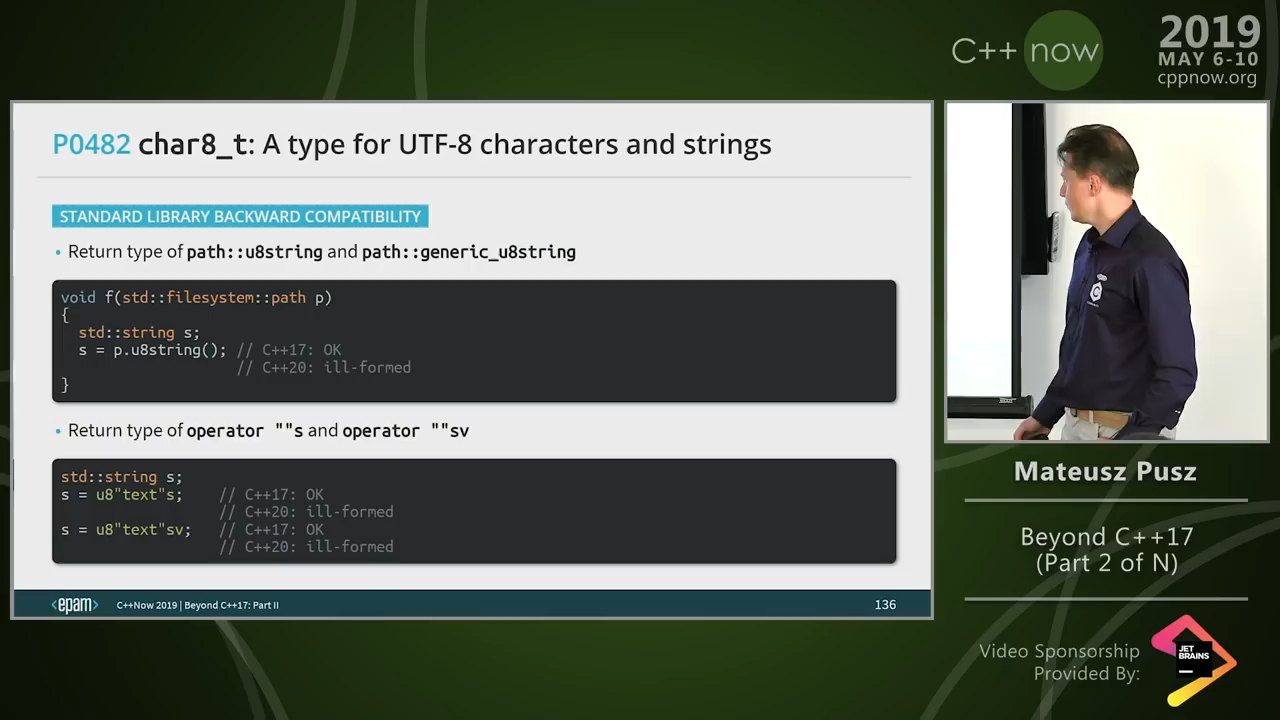 C++ now
2019
MAY 6-10
cppnow.org
P0482 char8_t: A type for UTF-8 characters and strings
STANDARD LIBRARY BACKWARD COMPATIBILITY
• Return type of path::u8string and path::generic_u8string
void f(std::filesystem::path p)
{
std::string s;
s = p.u8string(); // C++17: OK
// C++20: ill-formed
}
• Return type of operator ""s and operator ""sv
std::string s;
s = u8"text"s; // C++17: OK
// C++20: ill-formed
s = u8"text"sv; // C++17: OK
// C++20: ill-formed
<epam> C++Now 2019 | Beyond C++17: Part II 136
Mateusz Pusz
Beyond C++17
(Part 2 of N)
Video Sponsorship
Provided By:
JET
BRAINS